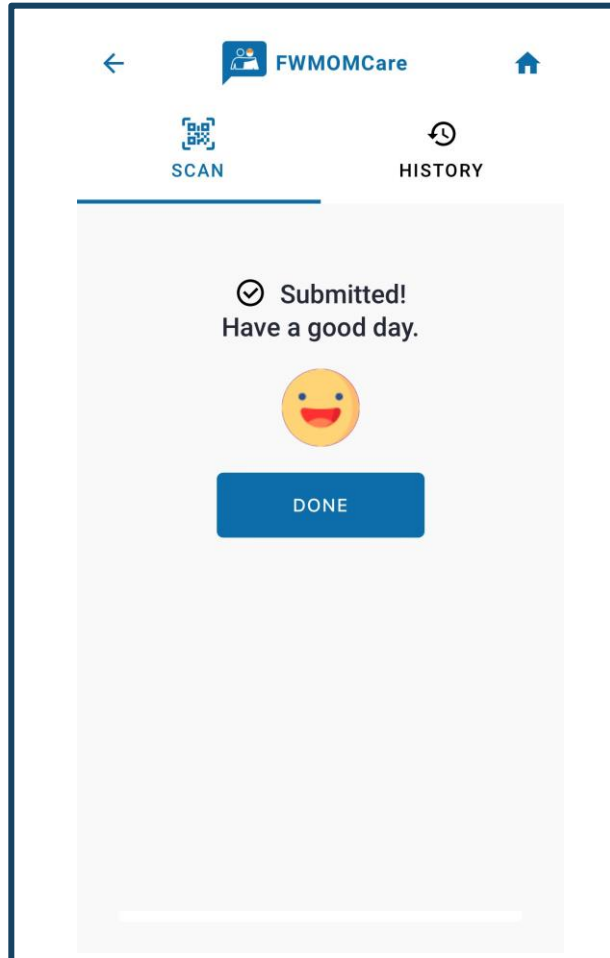 FWMOMCare
SCAN
HISTORY
Submitted!
Have a good day.
DONE